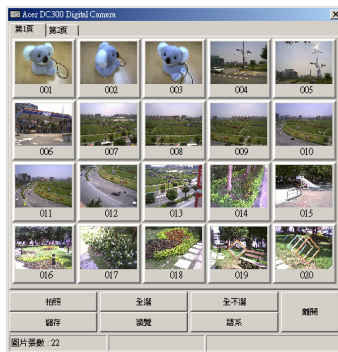 Acer DC300 Digital Camera
第1頁 第2頁
001 002 003 004 005
006 007 008 009 010
011 012 013 014 015
016 017 018 019 020
拍照 全選 全不選 離開
儲存 瀏覽 語系
圖片張數 : 22